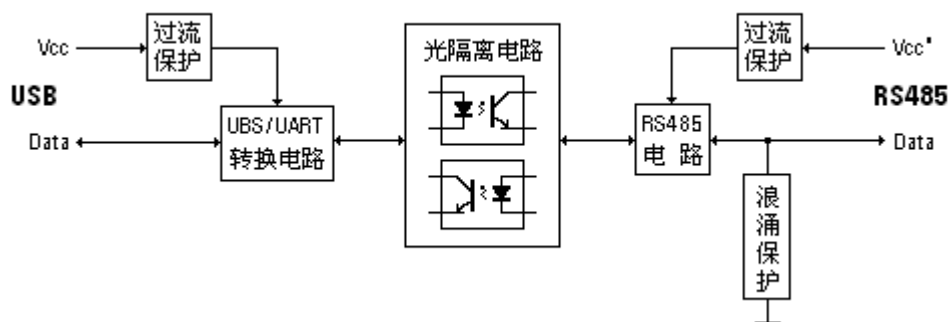 Vcc
过流
保护
光隔离电路
过流
保护
Vcc'
USB
RS485
Data
UBS/UART
转换电路
RS485
电 路
Data
浪
涌
保
护